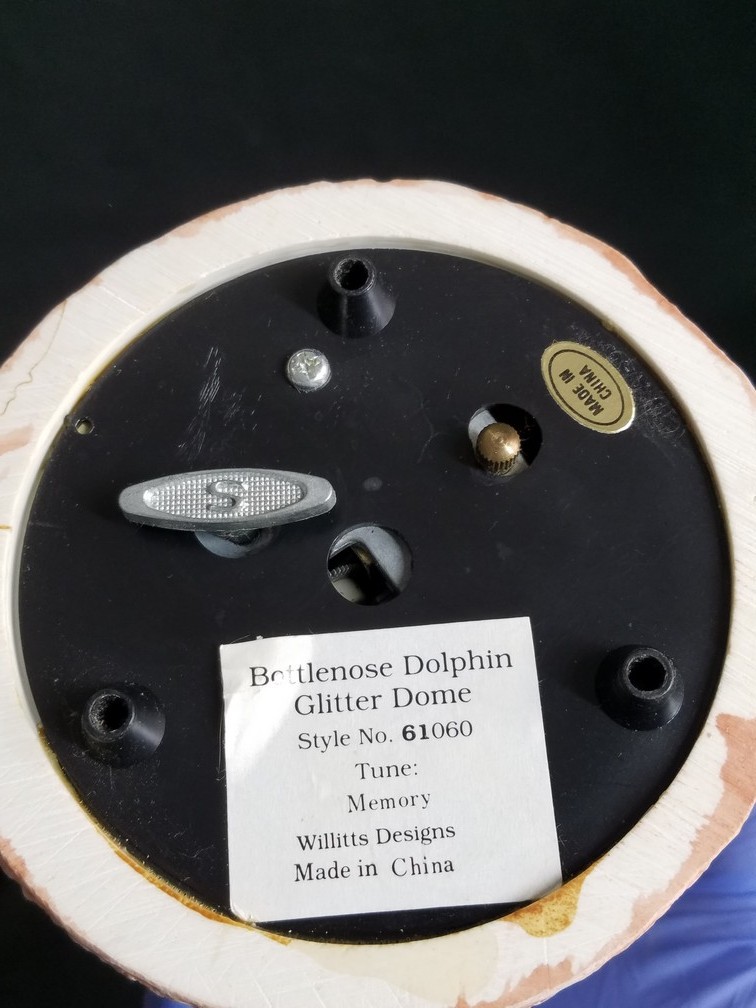 MADE IN
CHINA
S
Bottlenose Dolphin
Glitter Dome
Style No. 61060
Tune:
Memory
Willitts Designs
Made in China